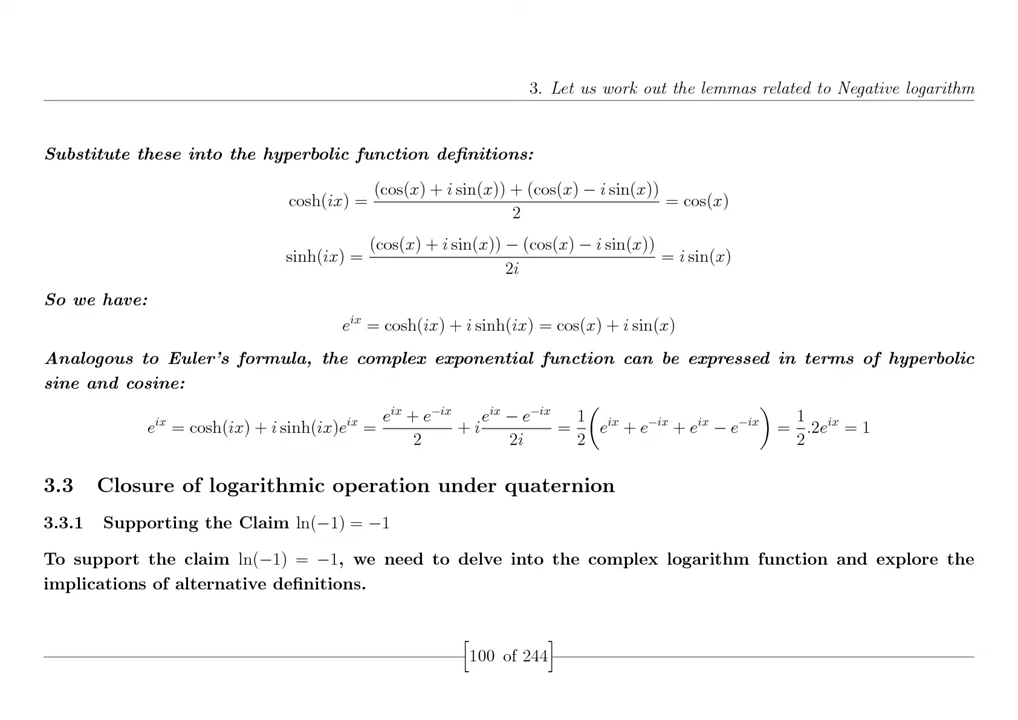 3. Let us work out the lemmas related to Negative logarithm
Substitute these into the hyperbolic function definitions:
cosh(ix) = \frac{(cos(x) + i sin(x)) + (cos(x) − i sin(x))}{2} = cos(x)
sinh(ix) = \frac{(cos(x) + i sin(x)) − (cos(x) − i sin(x))}{2i} = i sin(x)
So we have:
e^{ix} = cosh(ix) + i sinh(ix) = cos(x) + i sin(x)
Analogous to Euler's formula, the complex exponential function can be expressed in terms of hyperbolic
sine and cosine:
e^{ix} = cosh(ix) + i sinh(ix)e^{ix} = \frac{e^{ix} + e^{−ix}}{2} + i\frac{e^{ix} − e^{−ix}}{2i} = \frac{1}{2}(e^{ix} + e^{−ix} + e^{ix} − e^{−ix}) = \frac{1}{2}.2e^{ix} = 1
3.3 Closure of logarithmic operation under quaternion
3.3.1 Supporting the Claim ln(−1) = −1
To support the claim ln(−1) = −1, we need to delve into the complex logarithm function and explore the
implications of alternative definitions.
[100 of 244]